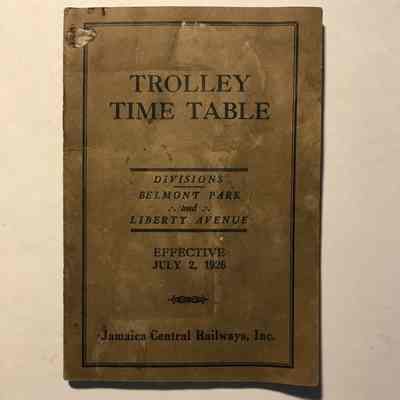 TROLLEY
TIME TABLE
DIVISIONS
BELMONT PARK
∴ and ∴
LIBERTY AVENUE
EFFECTIVE
JULY 2, 1926
Jamaica Central Railways, Inc.